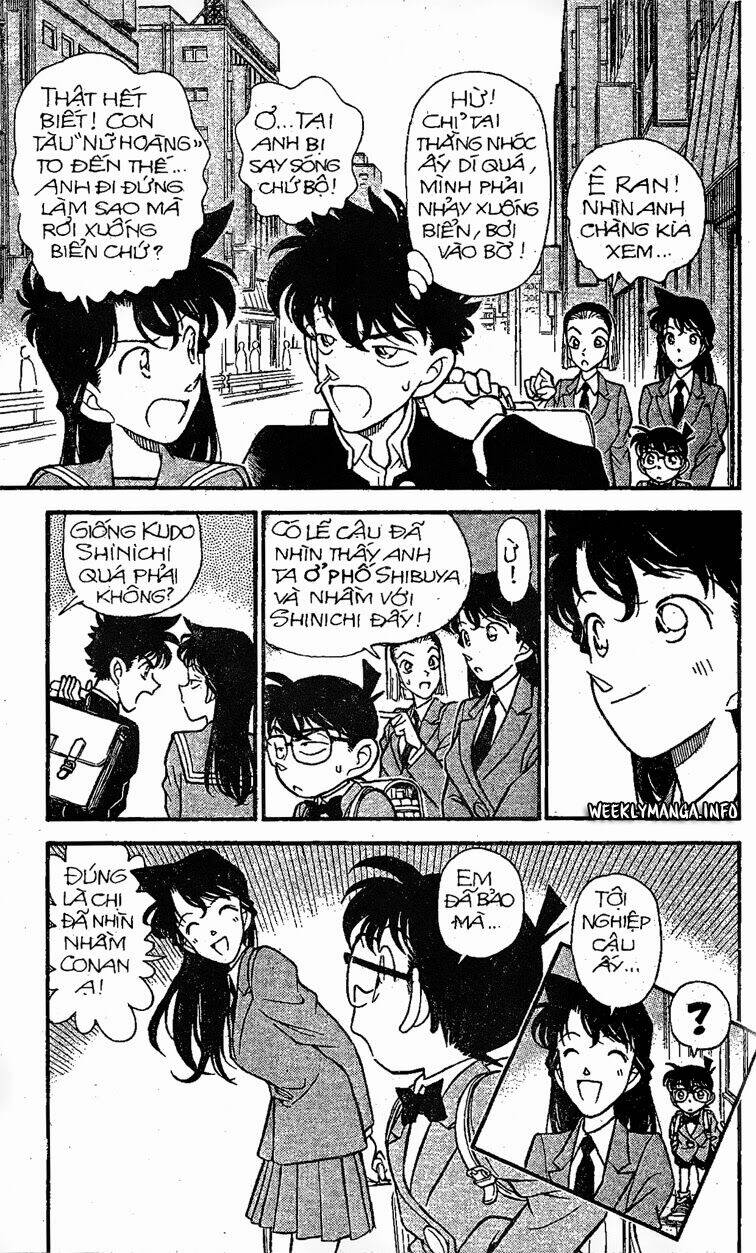 THẬT HẾT
BIẾT! CON
TÀU "NỮ HOÀNG"
TO ĐẾN THẾ...
ANH ĐI ĐỨNG
LÀM SAO MÀ
RƠI XUỐNG
BIỂN CHỨ?
Ơ...TẠI
ANH BỊ
SAY SÓNG
CHỨ BỘ!
HỪ!
CHỈ TẠI
THẰNG NHÓC
ẤY DĨ QUÁ,
MÌNH PHẢI
NHẢY XUỐNG
BIỂN, BƠI
VÀO BỜ!
Ê RAN!
NHÌN ANH
CHÀNG KÍA
XEM...
GIỐNG KUDO
SHINICHI
QUÁ PHẢI
KHÔNG?
CÓ LẼ CẬU ĐÃ
NHÌN THẤY ANH
TA Ở PHỐ SHIBUYA
VÀ NHẦM VỚI
SHINICHI ĐẤY!
Ừ!
WEEKLYMANGA.INFO
ĐÚNG
LÀ CHỊ
ĐÃ NHÌN
NHẦM
CONAN
À!
EM
ĐÃ BẢO
MÀ...
TỘI
NGHIỆP
CẬU
ẤY...
?